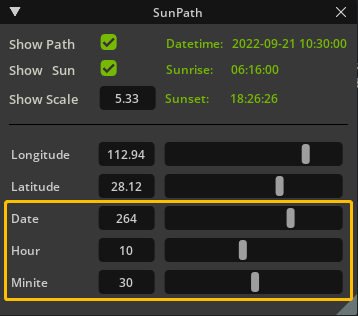 SunPath
Show Path Datetime: 2022-09-21 10:30:00
Show Sun Sunrise: 06:16:00
Show Scale 5.33 Sunset: 18:26:26
Longitude 112.94
Latitude 28.12
Date 264
Hour 10
Minite 30